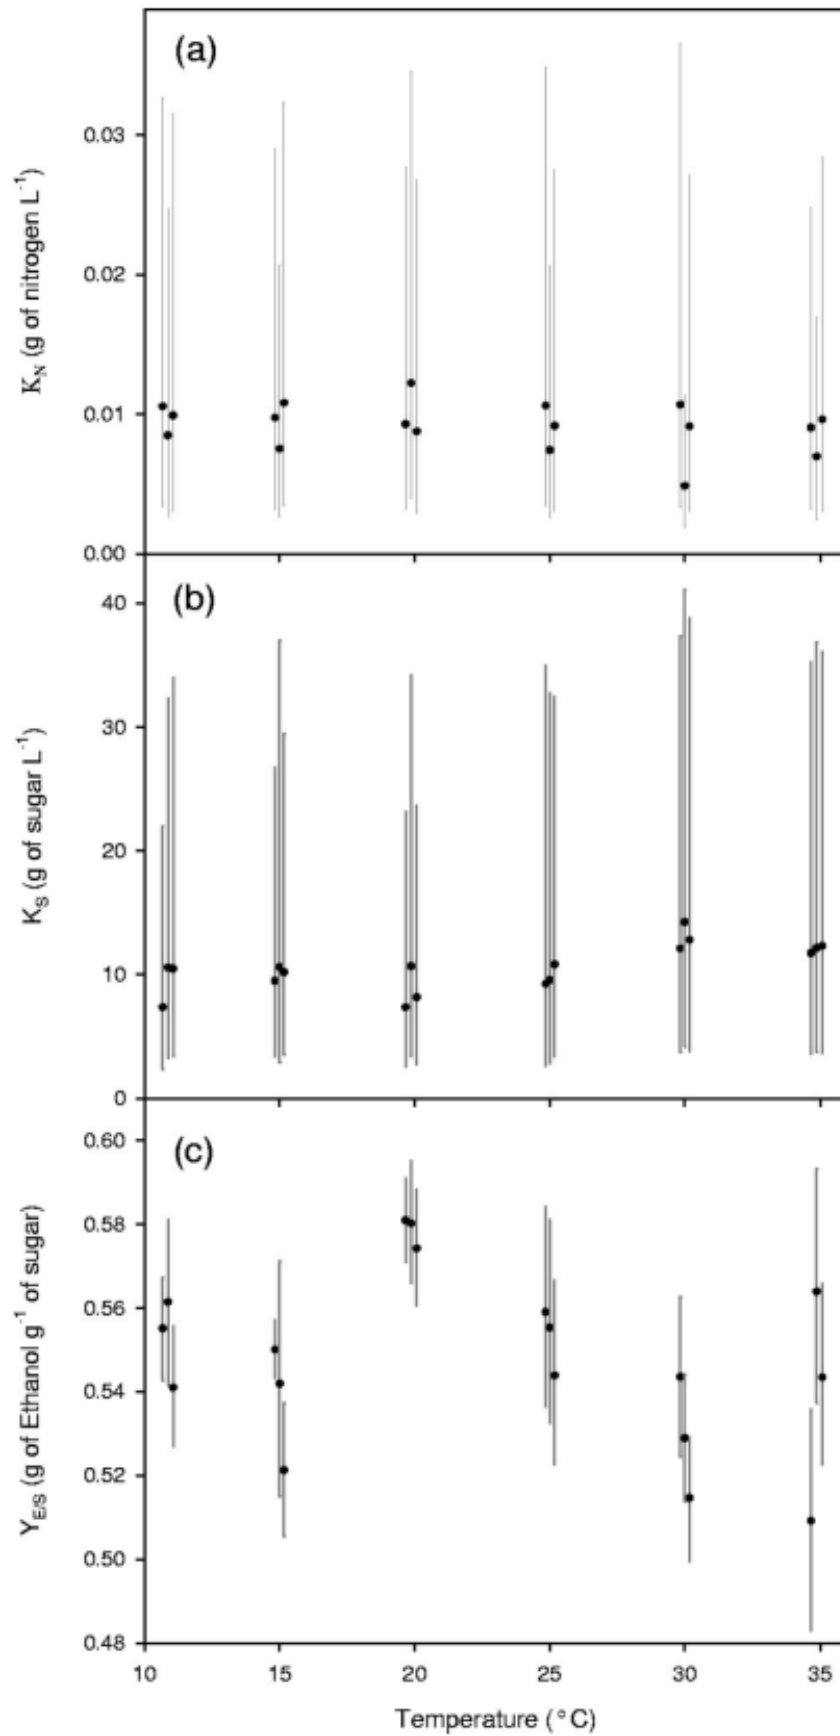 (a)
0.03
0.02
0.01
0.00
K_N (g of nitrogen L⁻¹)
(b)
40
30
20
10
0
K_S (g of sugar L⁻¹)
(c)
0.60
0.58
0.56
0.54
0.52
0.50
0.48
Y_E/S (g of Ethanol g⁻¹ of sugar)
10 15 20 25 30 35
Temperature (°C)